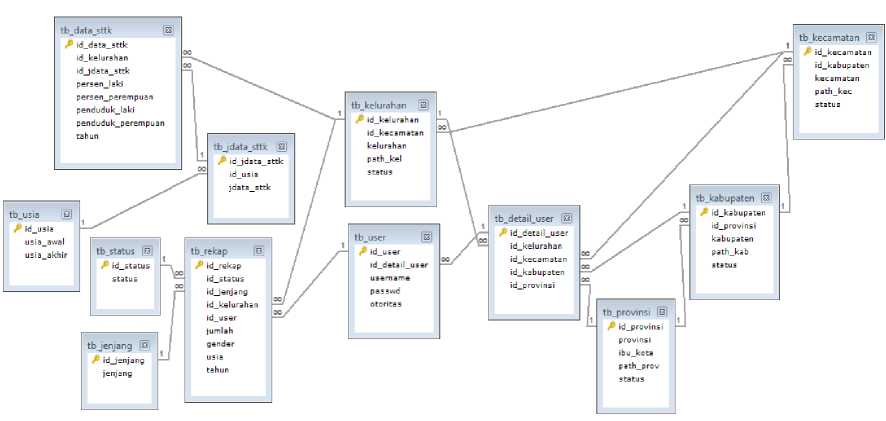 tb_data_sttk
id_data_sttk
id_kelurahan
id_jdata_sttk
persen_laki
persen_perempuan
penduduk_laki
penduduk_perempuan
tahun
tb_kecamatan
id_kecamatan
id_kabupaten
kecamatan
path_kec
status
tb_kelurahan
id_kelurahan
id_kecamatan
kelurahan
path_kel
status
tb_jdata_sttk
id_jdata_sttk
id_usia
jdata_sttk
tb_usia
id_usia
usia_awal
usia_akhir
tb_status
id_status
status
tb_rekap
id_rekap
id_status
id_jenjang
id_kelurahan
id_user
jumlah
gender
usia
tahun
tb_jenjang
id_jenjang
jenjang
tb_user
id_user
id_detail_user
username
passwd
otoritas
tb_detail_user
id_detail_user
id_kelurahan
id_kecamatan
id_kabupaten
id_provinsi
tb_kabupaten
id_kabupaten
id_provinsi
kabupaten
path_kab
status
tb_provinsi
id_provinsi
provinsi
ibu_kota
path_prov
status
1
1
1
1
1
1
1
1
1
1
1
1
∞
∞
∞
∞
∞
∞
∞
∞
∞
∞
∞
∞
∞
∞